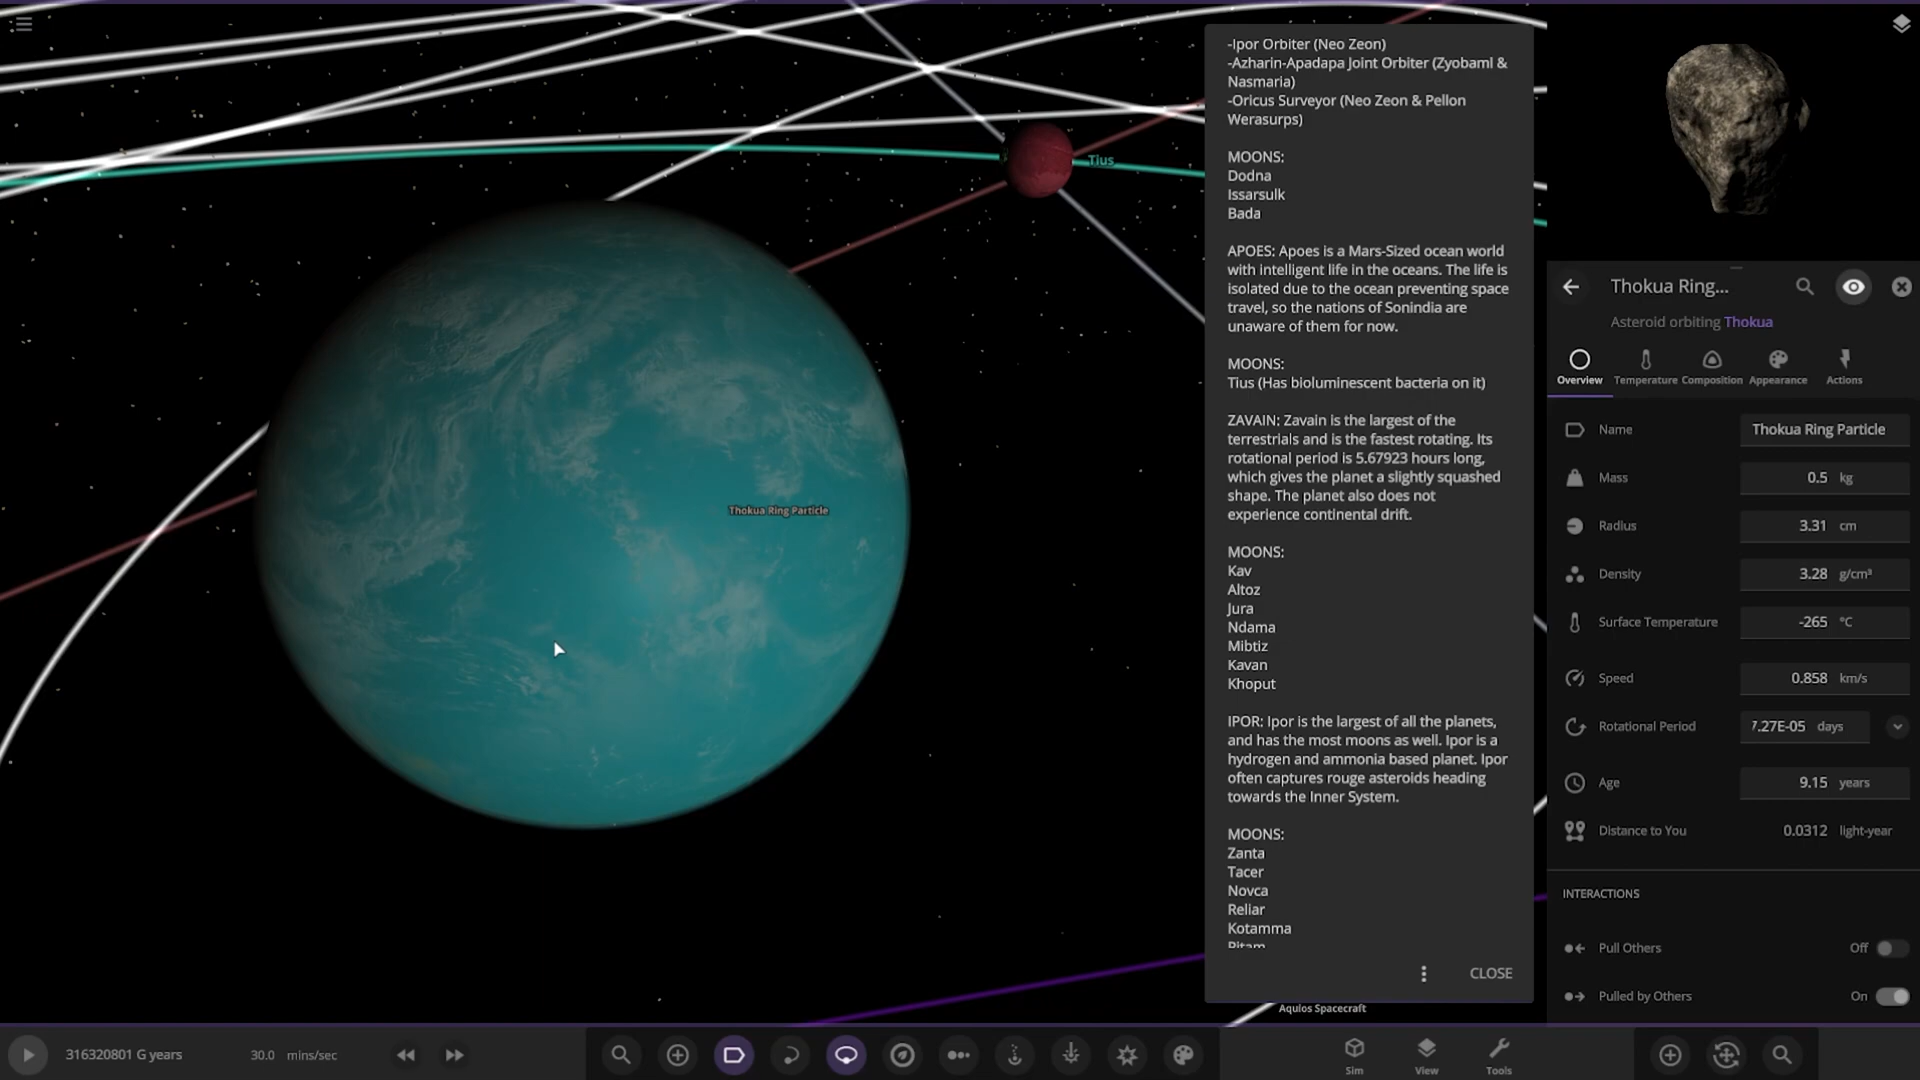 -Ipor Orbiter (Neo Zeon)
-Azharin-Apadapa Joint Orbiter (Zyobaml &
Nasmaria)
-Oricus Surveyor (Neo Zeon & Pellon
Werasurps)
MOONS:
Dodna
Issarsulk
Bada
APOES: Apoes is a Mars-Sized ocean world
with intelligent life in the oceans. The life is
isolated due to the ocean preventing space
travel, so the nations of Sonindia are
unaware of them for now.
MOONS:
Tius (Has bioluminescent bacteria on it)
ZAVAIN: Zavain is the largest of the
terrestrials and is the fastest rotating. Its
rotational period is 5.67923 hours long,
which gives the planet a slightly squashed
shape. The planet also does not
experience continental drift.
MOONS:
Kav
Altoz
Jura
Ndama
Mibtiz
Kavan
Khoput
IPOR: Ipor is the largest of all the planets,
and has the most moons as well. Ipor is a
hydrogen and ammonia based planet. Ipor
often captures rouge asteroids heading
towards the Inner System.
MOONS:
Zanta
Tacer
Novca
Reliar
Kotamma
CLOSE
Tius
Thokua Ring Particle
Aqulos Spacecraft
Thokua Ring...
Asteroid orbiting Thokua
Overview Temperature Composition Appearance Actions
Name Thokua Ring Particle
Mass 0.5 kg
Radius 3.31 cm
Density 3.28 g/cm³
Surface Temperature -265 °C
Speed 0.858 km/s
Rotational Period 7.27E-05 days
Age 9.15 years
Distance to You 0.0312 light-year
INTERACTIONS
Pull Others Off
Pulled by Others On
316320801 G years 30.0 mins/sec
Sim View Tools